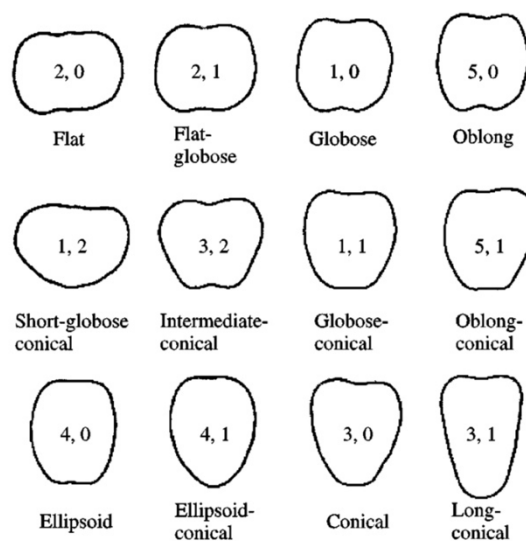 2, 0
2, 1
1, 0
5, 0
Flat
Flat-
globose
Globose
Oblong
1, 2
3, 2
1, 1
5, 1
Short-globose
conical
Intermediate-
conical
Globose-
conical
Oblong-
conical
4, 0
4, 1
3, 0
3, 1
Ellipsoid
Ellipsoid-
conical
Conical
Long-
conical